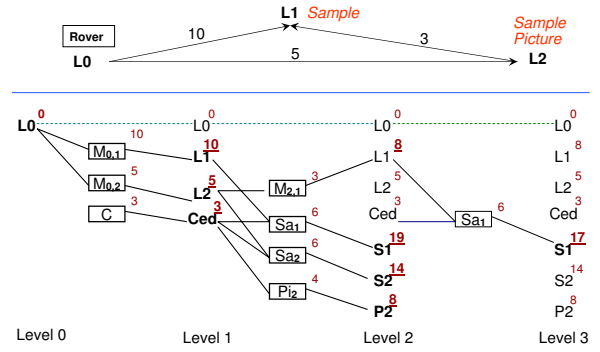 L1 Sample
Sample
Picture
Rover
L0
10
3
5
L2
0 0 0 0
L0 L0 L0 L0
10 10 8 8
M0,1 L1 L1 L1
5 5 3 5 5
M0,2 L2 M2,1 L2 L2
3 3 6 3 6 3
C Ced Sa1 Ced Sa1 Ced
6 19 17
Sa2 S1 S1
4 14 14
Pi2 S2 S2
8 8
P2 P2
Level 0 Level 1 Level 2 Level 3